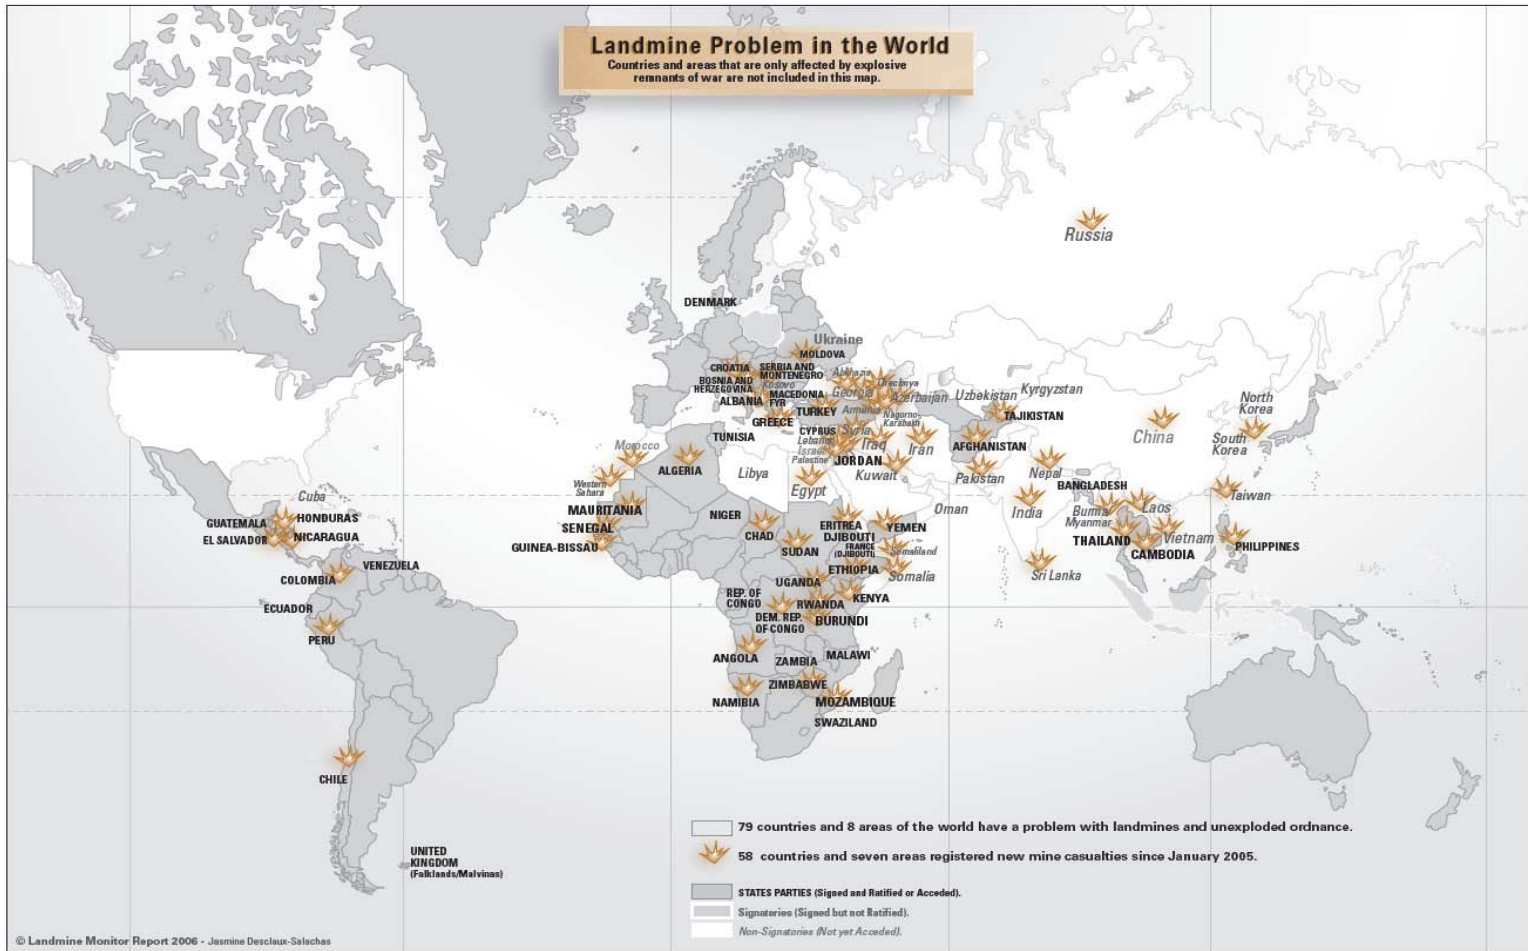 Landmine Problem in the World
Countries and areas that are only affected by explosive
remnants of war are not included in this map.
Russia
DENMARK
Ukraine
MOLDOVA
CROATIA
SERBIA AND
MONTENEGRO
BOSNIA AND
HERZEGOVINA
Kosovo
ALBANIA
MACEDONIA
FYR
GREECE
TURKEY
Abkhazia
Georgia
Chechnya
Armenia
Azerbaijan
Nagorno-
Karabakh
Uzbekistan
Kyrgyzstan
TAJIKISTAN
North
Korea
South
Korea
China
TUNISIA
CYPRUS
Syria
Lebanon
Israel
Palestine
Iraq
JORDAN
Iran
Kuwait
AFGHANISTAN
Pakistan
Nepal
BANGLADESH
India
Burma
Myanmar
Laos
Taiwan
Vietnam
THAILAND
CAMBODIA
PHILIPPINES
Sri Lanka
Morocco
ALGERIA
Libya
Egypt
Western
Sahara
MAURITANIA
SENEGAL
GUINEA-BISSAU
NIGER
CHAD
SUDAN
ERITREA
DJIBOUTI
FRANCE
(DJIBOUTI)
YEMEN
Oman
Somaliland
ETHIOPIA
Somalia
UGANDA
KENYA
REP. OF
CONGO
RWANDA
DEM. REP.
OF CONGO
BURUNDI
ANGOLA
ZAMBIA
MALAWI
ZIMBABWE
NAMIBIA
MOZAMBIQUE
SWAZILAND
Cuba
GUATEMALA
HONDURAS
EL SALVADOR
NICARAGUA
COLOMBIA
VENEZUELA
ECUADOR
PERU
CHILE
UNITED
KINGDOM
(Falklands/Malvinas)
79 countries and 8 areas of the world have a problem with landmines and unexploded ordnance.
58 countries and seven areas registered new mine casualties since January 2005.
STATES PARTIES (Signed and Ratified or Acceded).
Signatories (Signed but not Ratified).
Non-Signatories (Not yet Acceded).
© Landmine Monitor Report 2006 - Jasmine Desclaux-Salachas